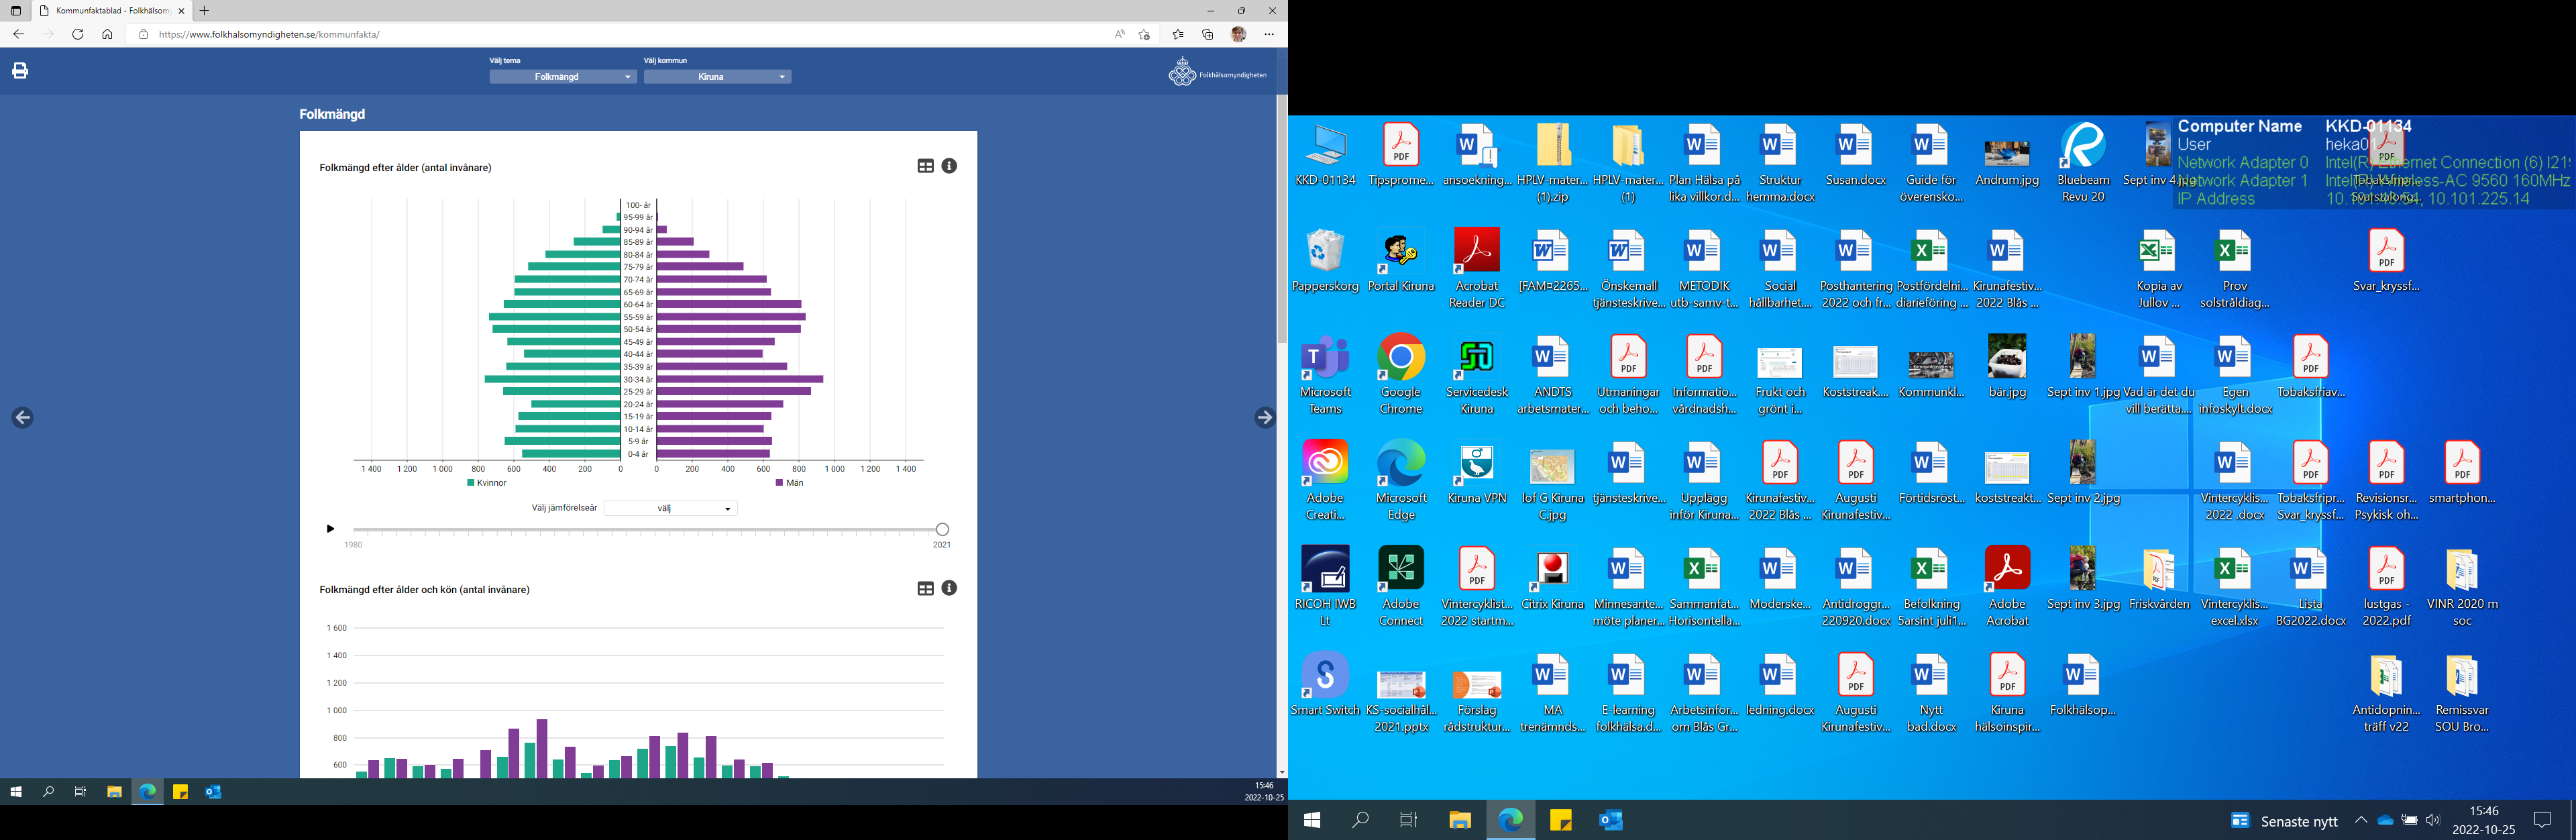 Kommunfaktablad - Folkhälsomy
https://www.folkhalsomyndigheten.se/kommunfakta/
Välj tema
Folkmängd
Välj kommun
Kiruna
Folkhälsomyndigheten
Folkmängd
Folkmängd efter ålder (antal invånare)
100- år
95-99 år
90-94 år
85-89 år
80-84 år
75-79 år
70-74 år
65-69 år
60-64 år
55-59 år
50-54 år
45-49 år
40-44 år
35-39 år
30-34 år
25-29 år
20-24 år
15-19 år
10-14 år
5-9 år
0-4 år
1 400 1 200 1 000 800 600 400 200 0 0 200 400 600 800 1 000 1 200 1 400
Kvinnor
Män
Välj jämförelseår
välj
1980
2021
Folkmängd efter ålder och kön (antal invånare)
1 600
1 400
1 200
1 000
800
600
15:46
2022-10-25
Computer Name KKD-01134
User heka01
Network Adapter 0 Intel(R) Ethernet Connection (6) I21
Network Adapter 1 Intel(R) Wireless-AC 9560 160MHz
IP Address 10.101.225.14
KKD-01134
Tipsprome...
ansoekning...
HPLV-mater...
(1).zip
HPLV-mater...
(1)
Plan Hälsa på
lika villkor.d...
Struktur
hemma.docx
Susan.docx
Guide för
överensko...
Andrum.jpg
Bluebeam
Revu 20
Sept inv 4.jpg
Papperskorg
Portal Kiruna
Acrobat
Reader DC
[FAM¤2265...
Önskemall
tjänsteskrive...
METODIK
utb-samv-t...
Social
hållbarhet....
Posthantering
2022 och fr...
Postfördelni...
diarieföring ...
Kirunafestiv...
2022 Blås ...
Kopia av
Jullov ...
Prov
solstråldiag...
Svar_kryssf...
Microsoft
Teams
Google
Chrome
Servicedesk
Kiruna
ANDTS
arbetsmater...
Utmaningar
och beho...
Informatio...
vårdnadsh...
Frukt och
grönt i...
Koststreak....
Kommunkl...
bär.jpg
Sept inv 1.jpg
Vad är det du
vill berätta....
Egen
infoskylt.docx
Tobaksfriav...
Adobe
Creati...
Microsoft
Edge
Kiruna VPN
lof G Kiruna
C.jpg
tjänsteskrive...
Upplägg
inför Kiruna...
Kirunafestiv...
2022 Blås ...
Augusti
Kirunafestiv...
Förtidsröst...
koststreakt...
Sept inv 2.jpg
Vintercyklis...
2022 .docx
Tobaksfripr...
Svar_kryssf...
Revisionsr...
Psykisk oh...
smartphon...
RICOH IWB
Lt
Adobe
Connect
Vintercyklist...
2022 startm...
Citrix Kiruna
Minnesante...
möte planer...
Sammanfat...
Horisontella...
Moderske...
Antidroggr...
220920.docx
Befolkning
5arsint juli1...
Adobe
Acrobat
Sept inv 3.jpg
Friskvården
Vintercyklis...
excel.xlsx
Lista
BG2022.docx
lustgas -
2022.pdf
VINR 2020 m
soc
Smart Switch
KS-socialhål...
2021.pptx
Förslag
rådstruktur...
MA
trenämnds...
E-learning
folkhälsa.d...
Arbetsinfor...
om Blås Gr...
ledning.docx
Augusti
Kirunafestiv...
Nytt
bad.docx
Kiruna
hälsoinspir...
Folkhälsop...
Antidopnin...
träff v22
Remissvar
SOU Bro...
Senaste nytt
15:46
2022-10-25